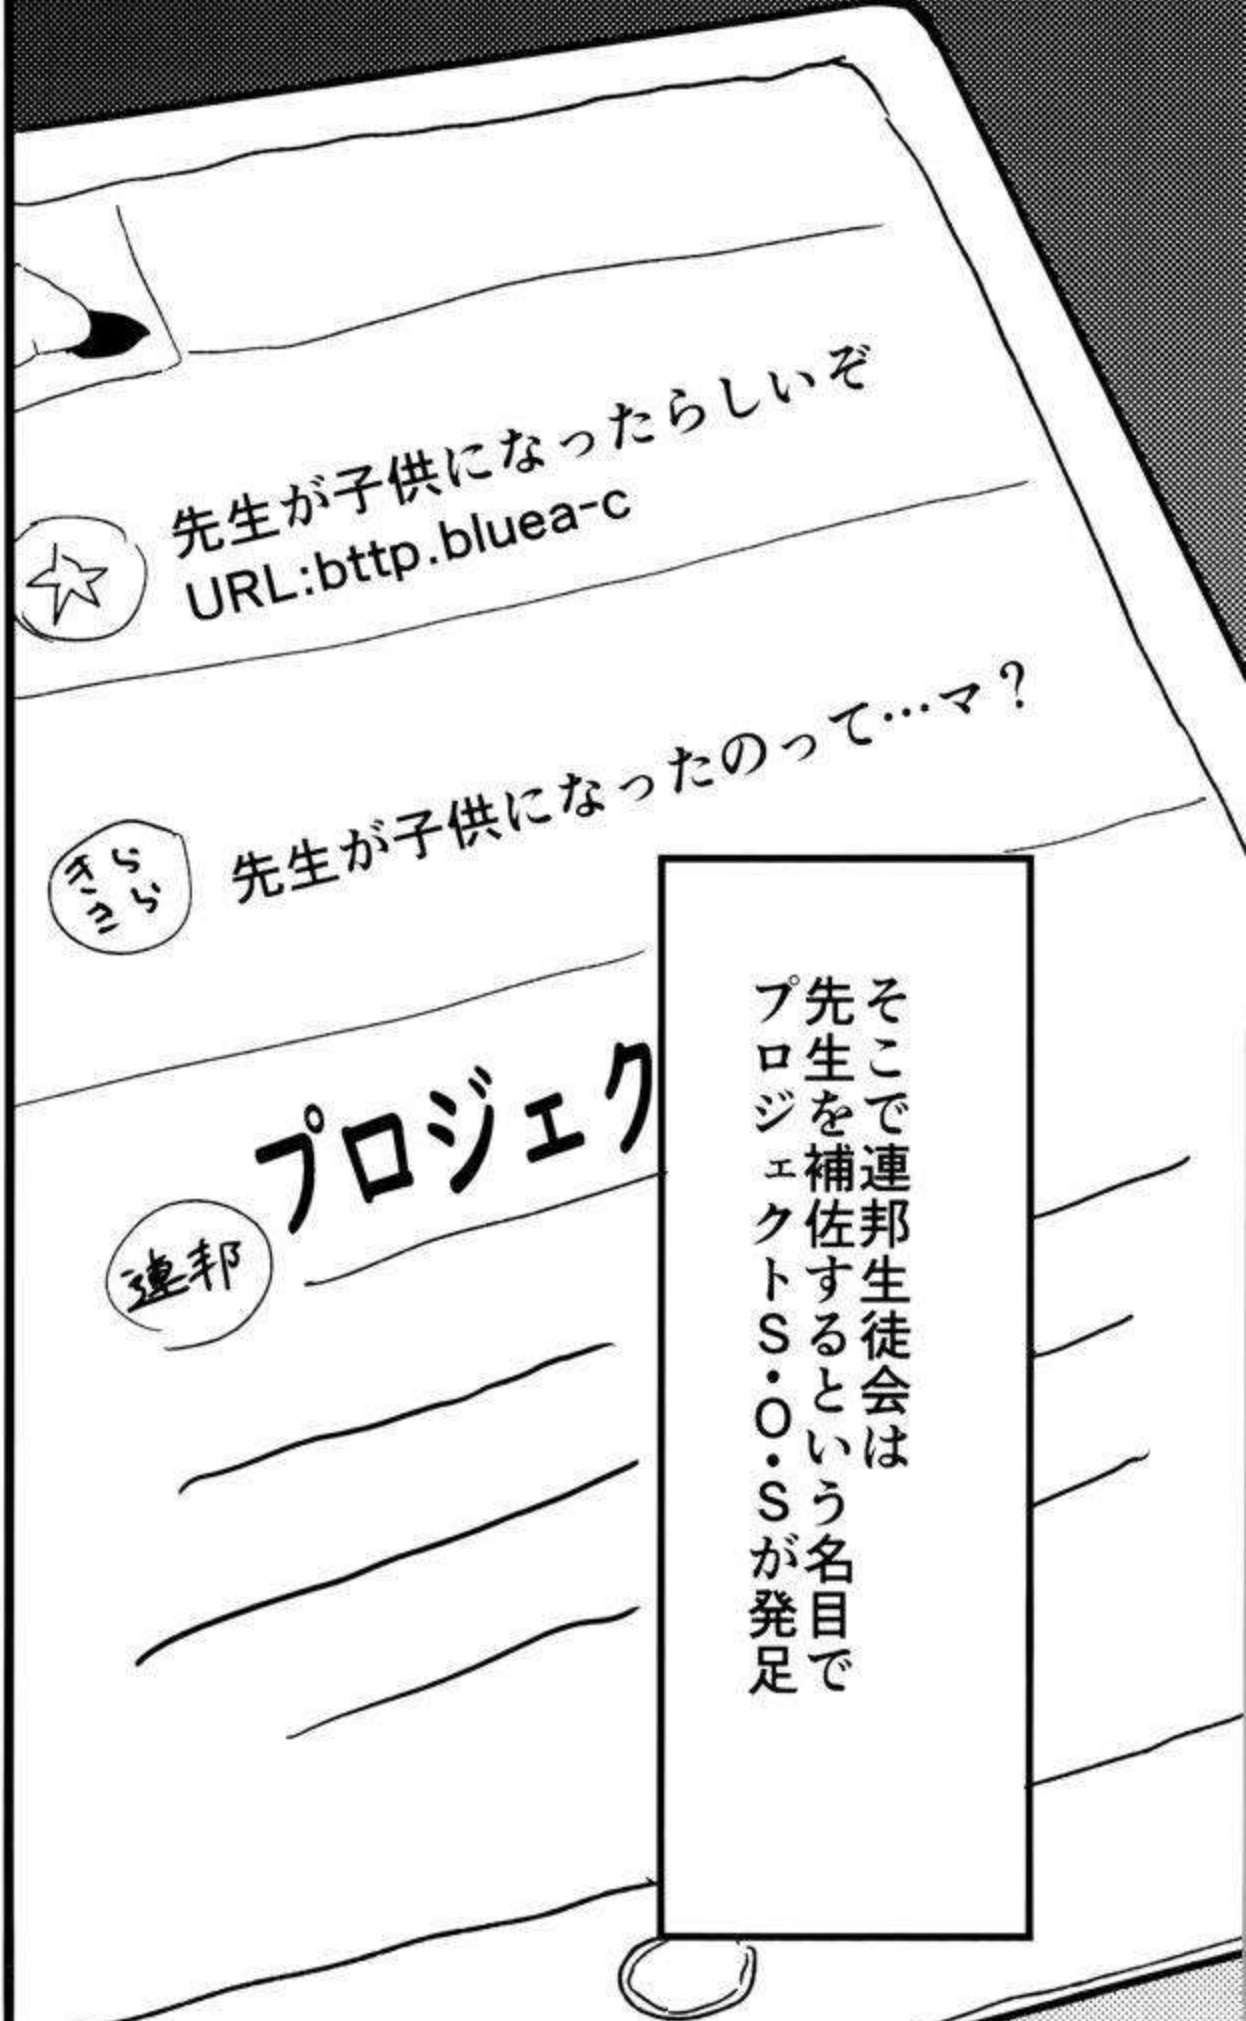 先生が子供になったらしいぞ
URL:bttp.bluea-c
きらきら
先生が子供になったのって…マ？
プロジェク
連邦
そこで連邦生徒会は
先生を補佐するという名目で
プロジェクトS・O・Sが発足